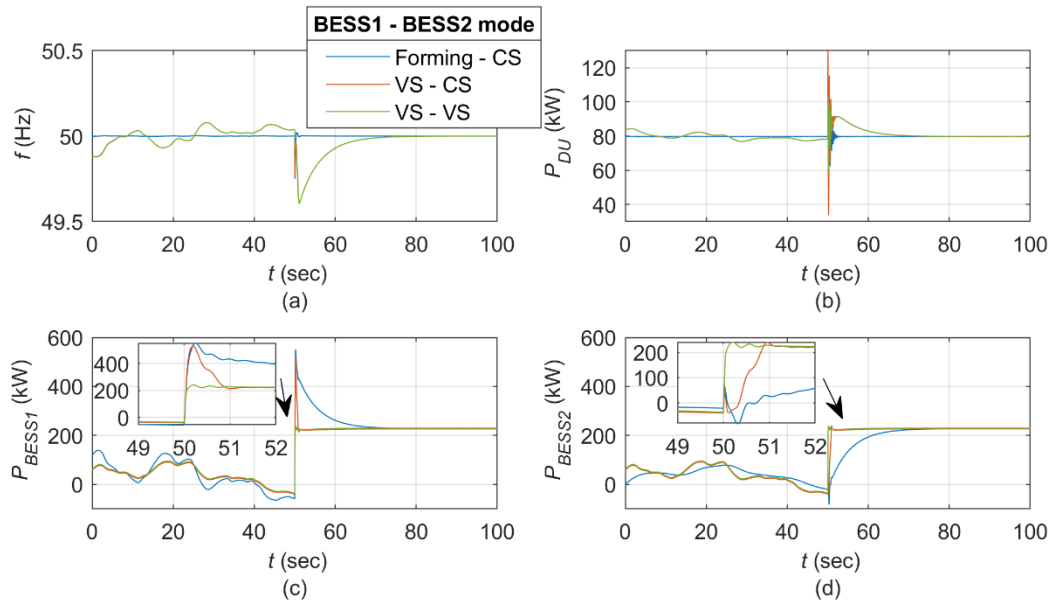 BESS1 - BESS2 mode
Forming - CS
VS - CS
VS - VS
50.5
50
49.5
f (Hz)
0 20 40 60 80 100
t (sec)
(a)
120
100
80
60
40
P_DU (kW)
0 20 40 60 80 100
t (sec)
(b)
600
400
200
0
P_BESS1 (kW)
400
200
0
49 50 51 52
0 20 40 60 80 100
t (sec)
(c)
600
400
200
0
P_BESS2 (kW)
200
100
0
49 50 51 52
0 20 40 60 80 100
t (sec)
(d)